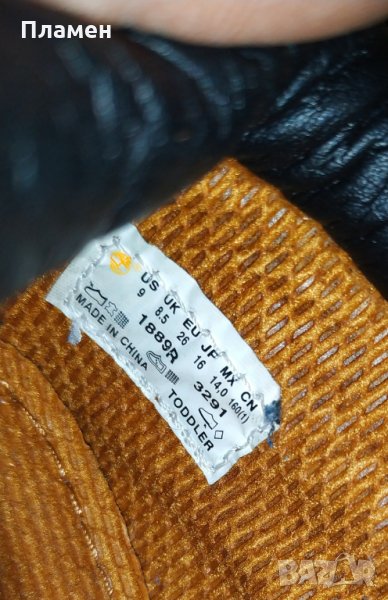 Пламен
US UK EU JP MX CN
9 8.5 26 16 14.0 160(1)
1889R 3291
MADE IN CHINA TODDLER
BAZAR